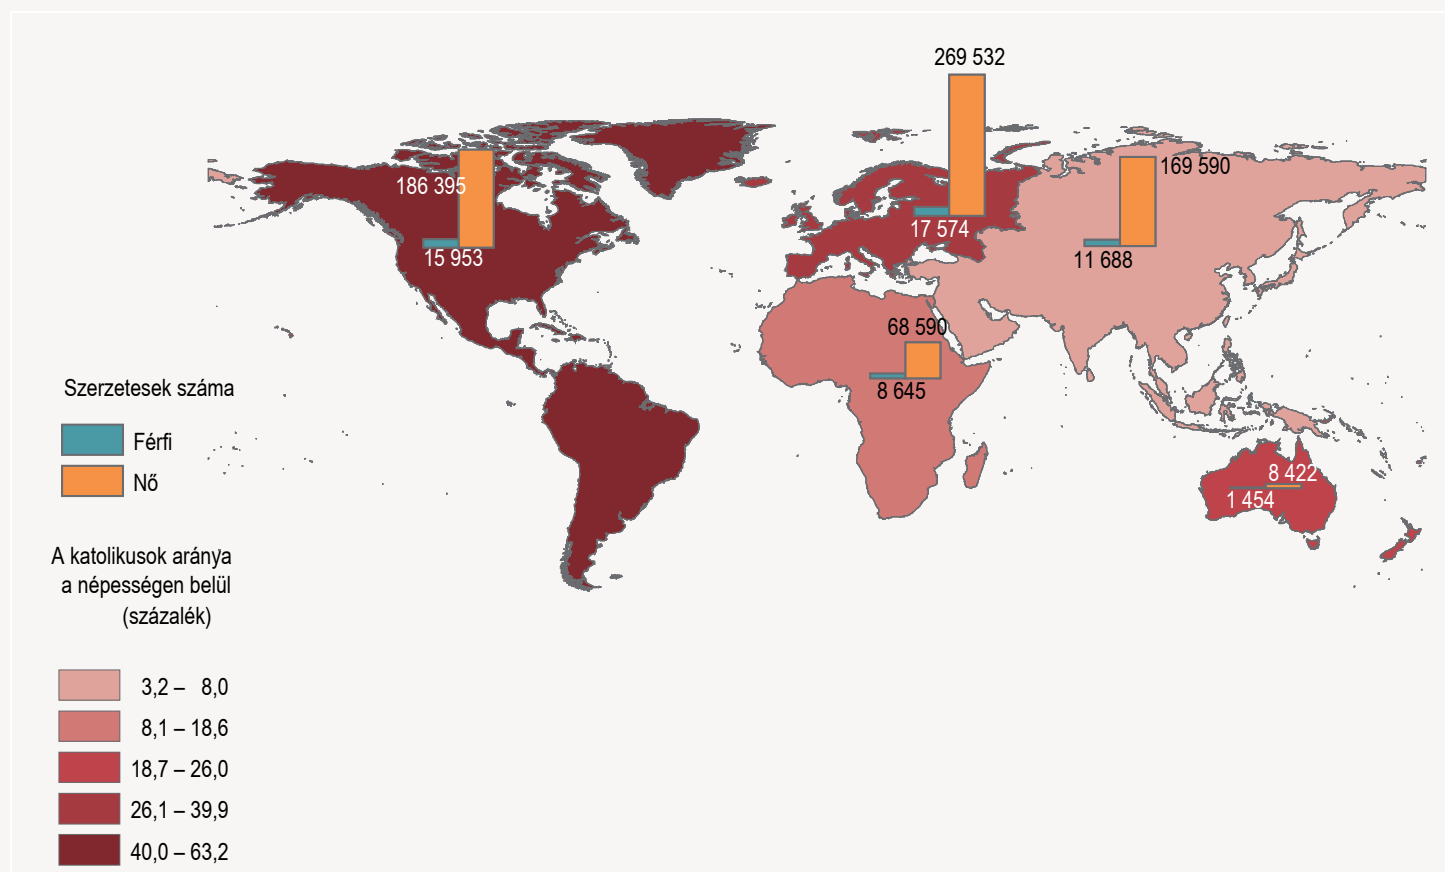 269 532
186 395
169 590
17 574
15 953
11 688
68 590
8 645
Szerzetesek száma
Férfi
8 422
Nő
1 454
A katolikusok aránya
a népességen belül
(százalék)
3,2 – 8,0
8,1 – 18,6
18,7 – 26,0
26,1 – 39,9
40,0 – 63,2